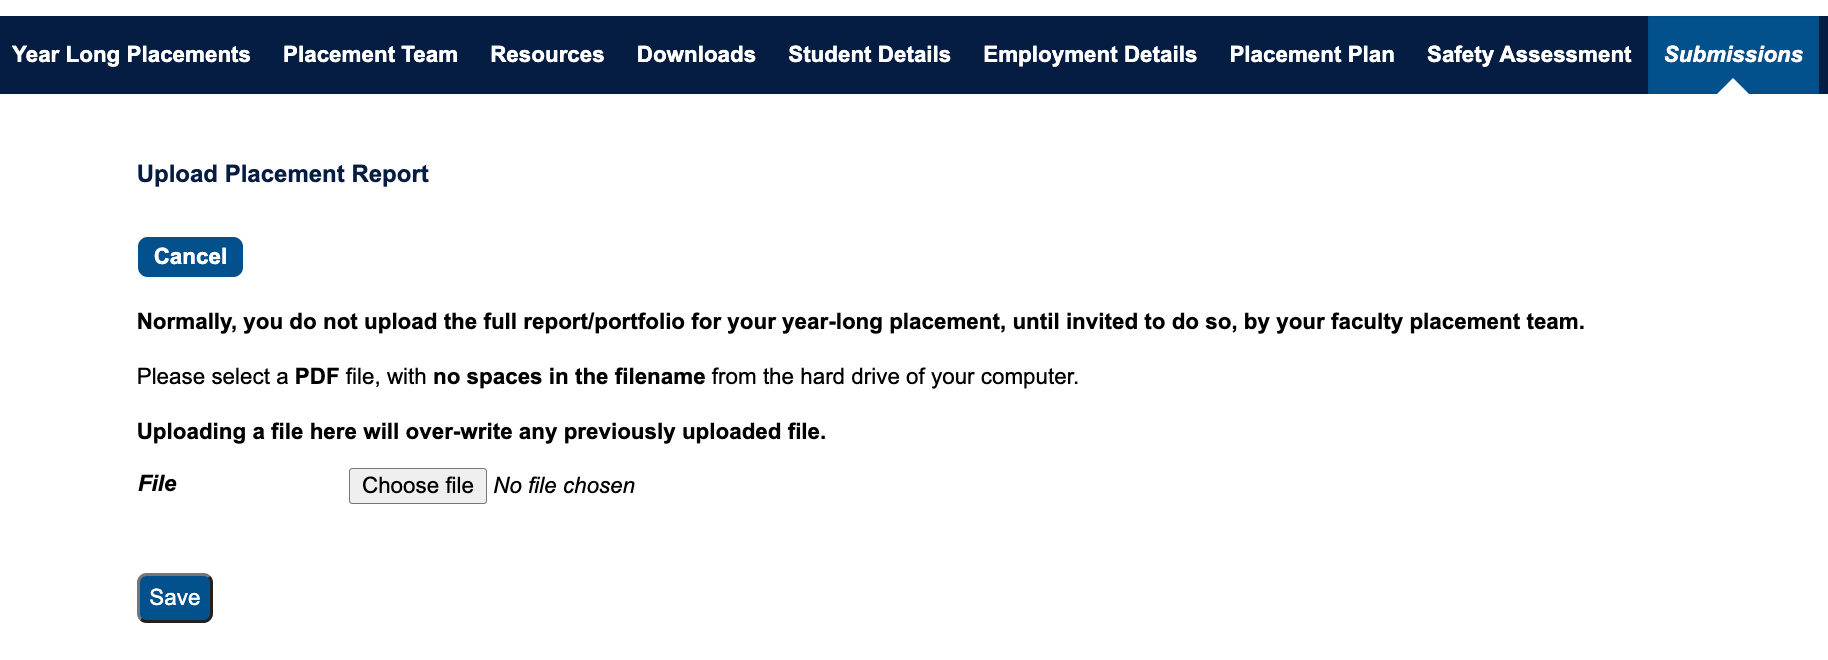 Year Long Placements Placement Team Resources Downloads Student Details Employment Details Placement Plan Safety Assessment Submissions
Upload Placement Report
Cancel
Normally, you do not upload the full report/portfolio for your year-long placement, until invited to do so, by your faculty placement team.
Please select a PDF file, with no spaces in the filename from the hard drive of your computer.
Uploading a file here will over-write any previously uploaded file.
File Choose file No file chosen
Save